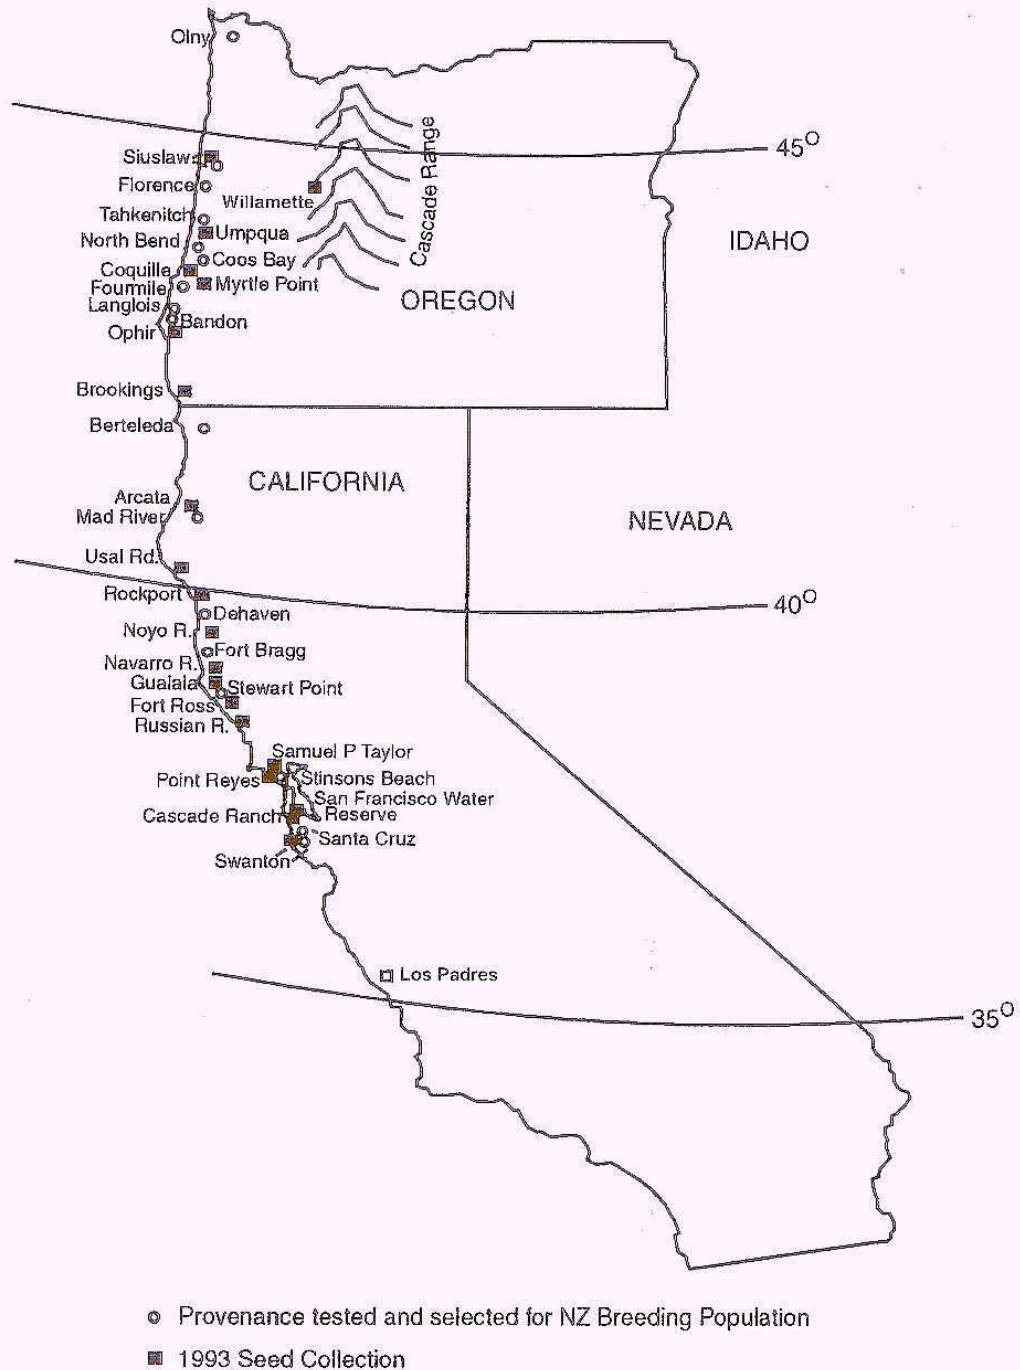 Olny
45°
Siuslaw
Florence
Willamette
Cascade Range
Tahkenitch
Umpqua
North Bend
IDAHO
Coos Bay
Coquille
Fourmile
Myrtle Point
OREGON
Langlois
Bandon
Ophir
Brookings
Berteleda
CALIFORNIA
Arcata
Mad River
NEVADA
Usal Rd.
Rockport
40°
Dehaven
Noyo R.
Fort Bragg
Navarro R.
Gualala
Stewart Point
Fort Ross
Russian R.
Samuel P Taylor
Point Reyes
Stinsons Beach
San Francisco Water
Reserve
Cascade Ranch
Santa Cruz
Swanton
Los Padres
35°
Provenance tested and selected for NZ Breeding Population
1993 Seed Collection